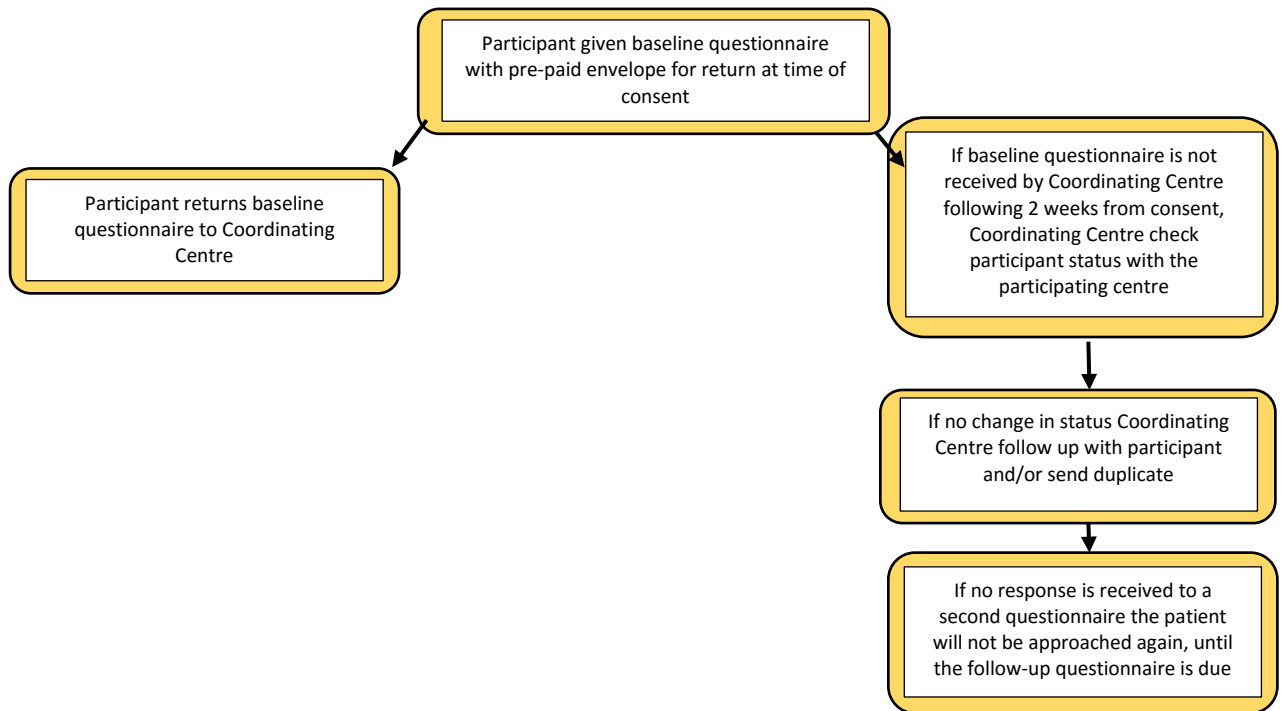 Participant given baseline questionnaire
with pre-paid envelope for return at time of
consent
Participant returns baseline
questionnaire to Coordinating
Centre
If baseline questionnaire is not
received by Coordinating Centre
following 2 weeks from consent,
Coordinating Centre check
participant status with the
participating centre
If no change in status Coordinating
Centre follow up with participant
and/or send duplicate
If no response is received to a
second questionnaire the patient
will not be approached again, until
the follow-up questionnaire is due